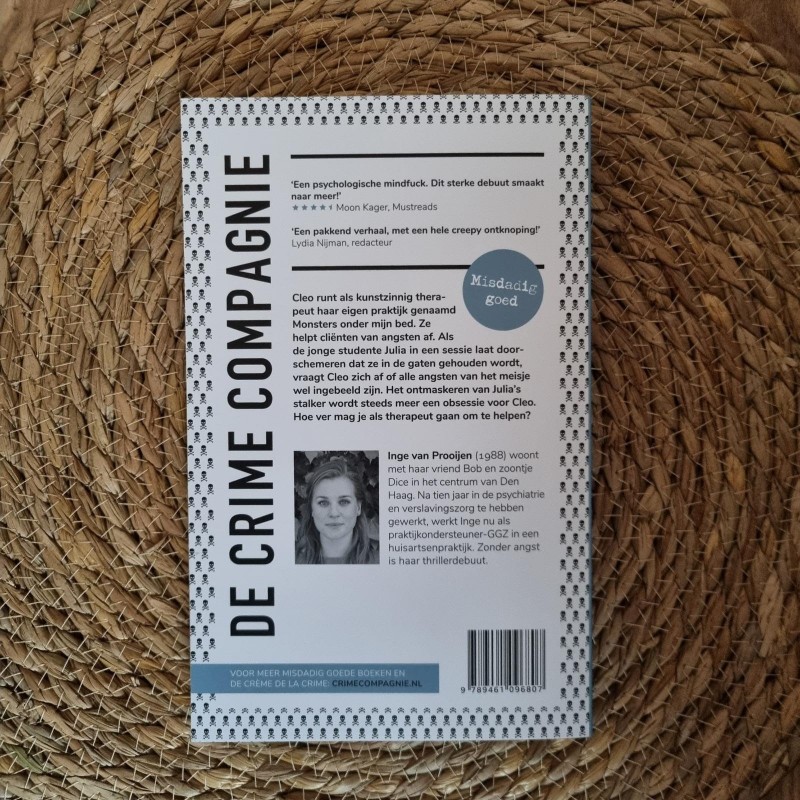 DE CRIME COMPAGNIE
‘Een psychologische mindfuck. Dit sterke debuut smaakt
naar meer!’
Moon Kager, Mustreads
‘Een pakkend verhaal, met een hele creepy ontknoping!’
Lydia Nijman, redacteur
Misdadig
goed
Cleo runt als kunstzinnig thera-
peut haar eigen praktijk genaamd
Monsters onder mijn bed. Ze
helpt cliënten van angsten af. Als
de jonge studente Julia in een sessie laat door-
schemeren dat ze in de gaten gehouden wordt,
vraagt Cleo zich af of alle angsten van het meisje
wel ingebeeld zijn. Het ontmaskeren van Julia’s
stalker wordt steeds meer een obsessie voor Cleo.
Hoe ver mag je als therapeut gaan om te helpen?
Inge van Prooijen (1988) woont
met haar vriend Bob en zoontje
Dice in het centrum van Den
Haag. Na tien jaar in de psychiatrie
en verslavingszorg te hebben
gewerkt, werkt Inge nu als
praktijkondersteuner-GGZ in een
huisartsenpraktijk. Zonder angst
is haar thrillerdebuut.
VOOR MEER MISDADIG GOEDE BOEKEN EN
DE CRÈME DE LA CRIME: CRIMECOMPAGNIE.NL
9 789461 096807